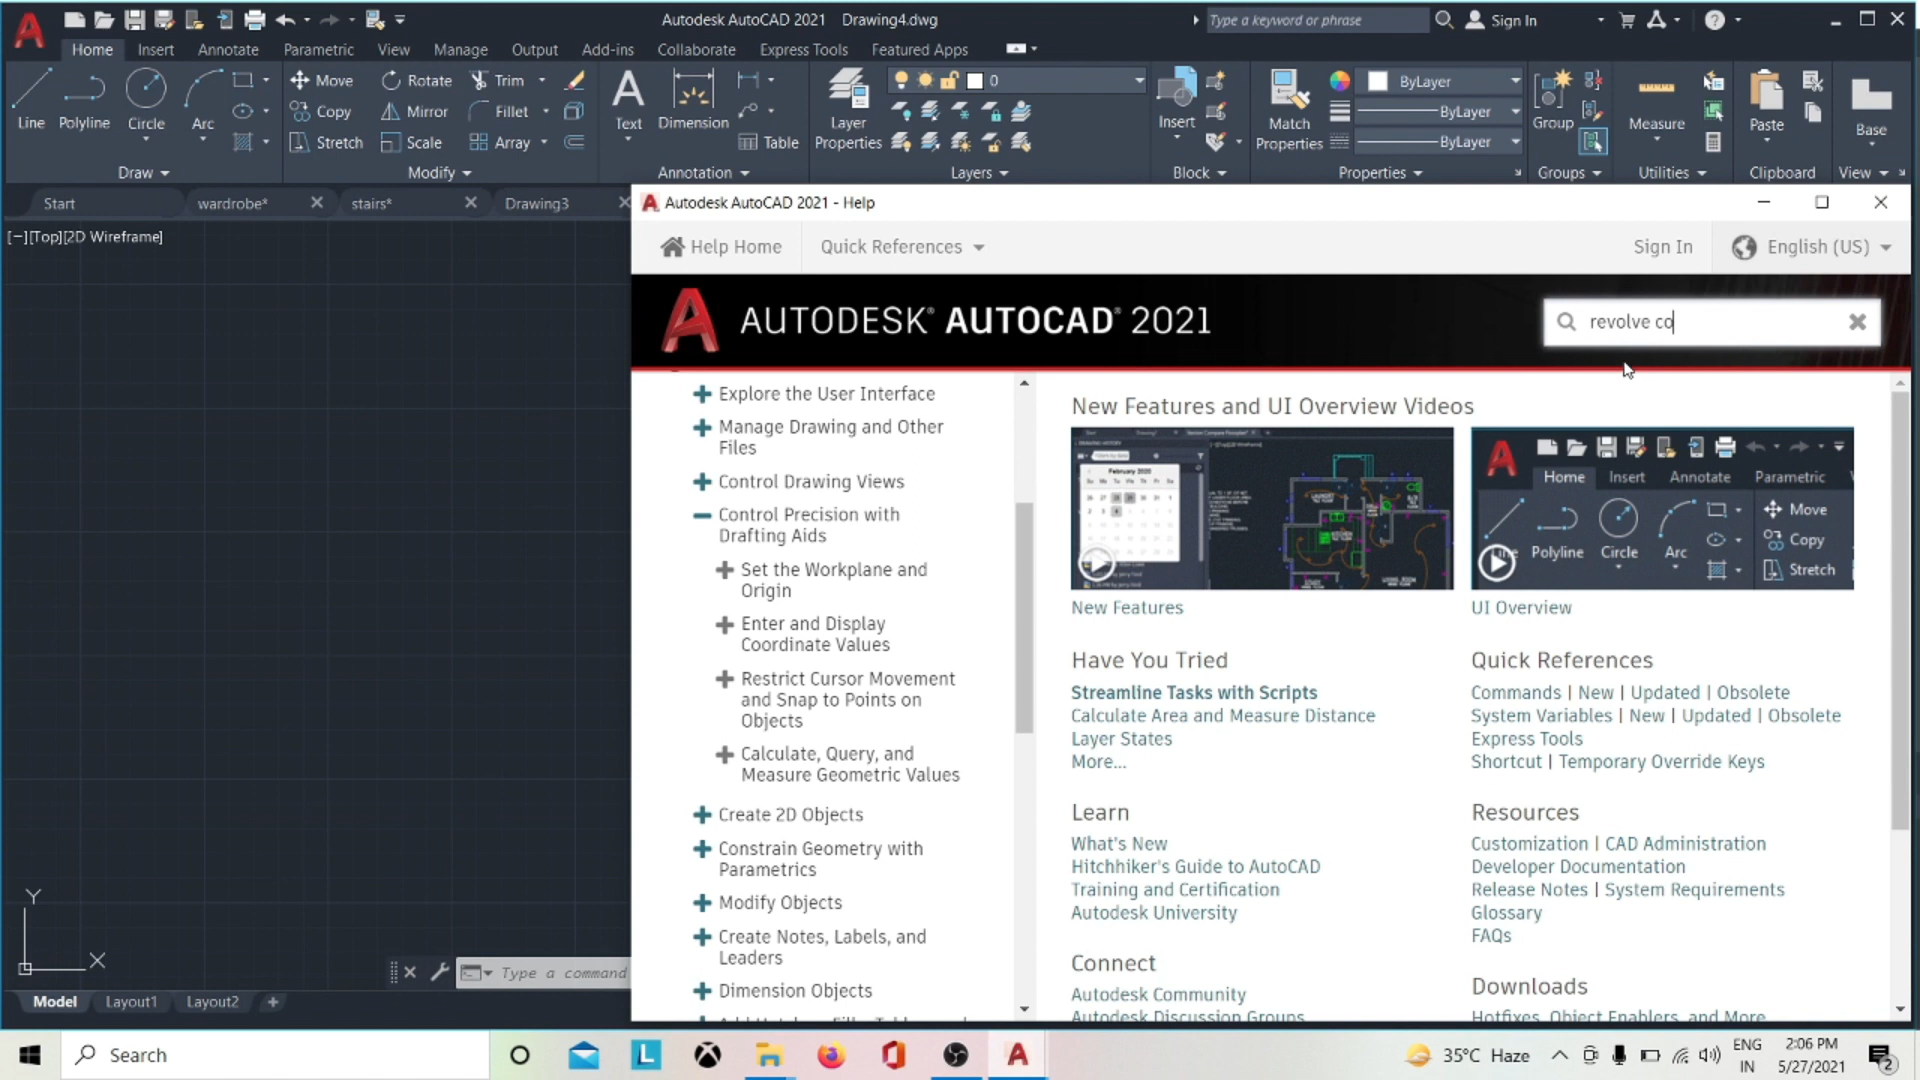 Autodesk AutoCAD 2021 Drawing4.dwg
Type a keyword or phrase
Sign In
Home Insert Annotate Parametric View Manage Output Add-ins Collaborate Express Tools Featured Apps
Line
Polyline
Circle
Arc
Move
Copy
Stretch
Rotate
Mirror
Scale
Trim
Fillet
Array
Text
Dimension
Table
Layer Properties
0
Insert
Match Properties
ByLayer
ByLayer
ByLayer
Group
Measure
Paste
Base
Draw Modify Annotation Layers Block Properties Groups Utilities Clipboard View
Start wardrobe* stairs* Drawing3
[−][Top][2D Wireframe]
Autodesk AutoCAD 2021 - Help
Help Home Quick References
Sign In English (US)
AUTODESK® AUTOCAD® 2021
revolve co
Explore the User Interface
Manage Drawing and Other
Files
Control Drawing Views
Control Precision with
Drafting Aids
Set the Workplane and
Origin
Enter and Display
Coordinate Values
Restrict Cursor Movement
and Snap to Points on
Objects
Calculate, Query, and
Measure Geometric Values
Create 2D Objects
Constrain Geometry with
Parametrics
Modify Objects
Create Notes, Labels, and
Leaders
Dimension Objects
New Features and UI Overview Videos
February 2020
Home Insert Annotate Parametric
Polyline Circle Arc
Move
Copy
Stretch
New Features
UI Overview
Have You Tried
Streamline Tasks with Scripts
Calculate Area and Measure Distance
Layer States
More...
Quick References
Commands | New | Updated | Obsolete
System Variables | New | Updated | Obsolete
Express Tools
Shortcut | Temporary Override Keys
Learn
What's New
Hitchhiker's Guide to AutoCAD
Training and Certification
Autodesk University
Resources
Customization | CAD Administration
Developer Documentation
Release Notes | System Requirements
Glossary
FAQs
Connect
Autodesk Community
Autodesk Discussion Groups
Downloads
Hotfixes, Object Enablers, and More
Y
X
Type a command
Model Layout1 Layout2
Search
35°C Haze
ENG
IN
2:06 PM
5/27/2021
2